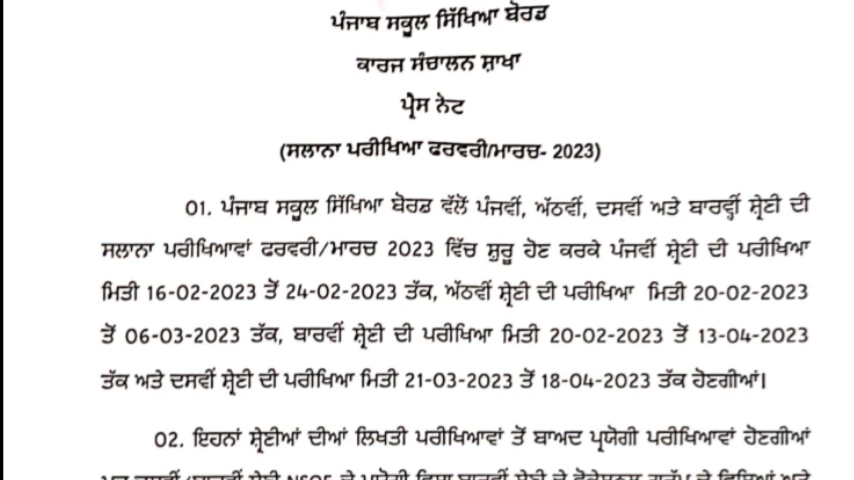 ਪੰਜਾਬ ਸਕੂਲ ਸਿੱਖਿਆ ਬੋਰਡ
ਕਾਰਜ ਸੰਚਾਲਨ ਸ਼ਾਖਾ
ਪ੍ਰੈਸ ਨੋਟ
(ਸਲਾਨਾ ਪਰੀਖਿਆ ਫਰਵਰੀ/ਮਾਰਚ- 2023)
01. ਪੰਜਾਬ ਸਕੂਲ ਸਿੱਖਿਆ ਬੋਰਡ ਵੱਲੋਂ ਪੰਜਵੀਂ, ਅੱਠਵੀਂ, ਦਸਵੀਂ ਅਤੇ ਬਾਰਵ੍ਹੀਂ ਸ਼੍ਰੇਣੀ ਦੀ
ਸਲਾਨਾ ਪਰੀਖਿਆਵਾਂ ਫਰਵਰੀ/ਮਾਰਚ 2023 ਵਿੱਚ ਸ਼ੁਰੂ ਹੋਣ ਕਰਕੇ ਪੰਜਵੀਂ ਸ਼੍ਰੇਣੀ ਦੀ ਪਰੀਖਿਆ
ਮਿਤੀ 16-02-2023 ਤੋਂ 24-02-2023 ਤੱਕ, ਅੱਠਵੀਂ ਸ਼੍ਰੇਣੀ ਦੀ ਪਰੀਖਿਆ ਮਿਤੀ 20-02-2023
ਤੋਂ 06-03-2023 ਤੱਕ, ਬਾਰਵੀਂ ਸ਼੍ਰੇਣੀ ਦੀ ਪਰੀਖਿਆ ਮਿਤੀ 20-02-2023 ਤੋਂ 13-04-2023
ਤੱਕ ਅਤੇ ਦਸਵੀਂ ਸ਼੍ਰੇਣੀ ਦੀ ਪਰੀਖਿਆ ਮਿਤੀ 21-03-2023 ਤੋਂ 18-04-2023 ਤੱਕ ਹੋਣਗੀਆਂ।
02. ਇਹਨਾਂ ਸ਼੍ਰੇਣੀਆਂ ਦੀਆਂ ਲਿਖਤੀ ਪਰੀਖਿਆਵਾਂ ਤੋਂ ਬਾਅਦ ਪ੍ਰਯੋਗੀ ਪਰੀਖਿਆਵਾਂ ਹੋਣਗੀਆਂ